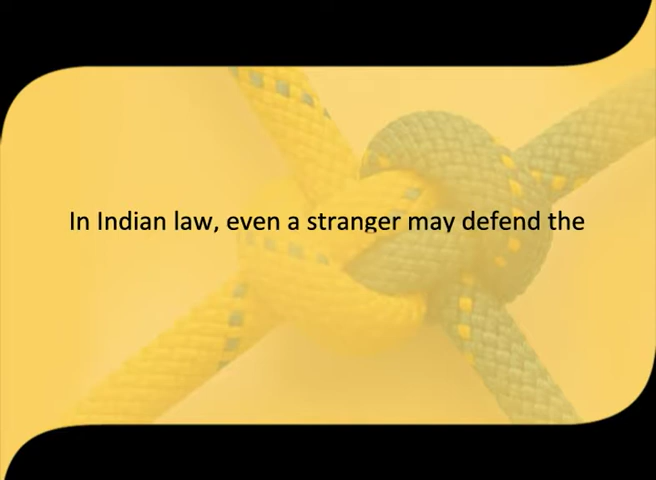 In Indian law, even a stranger may defend the